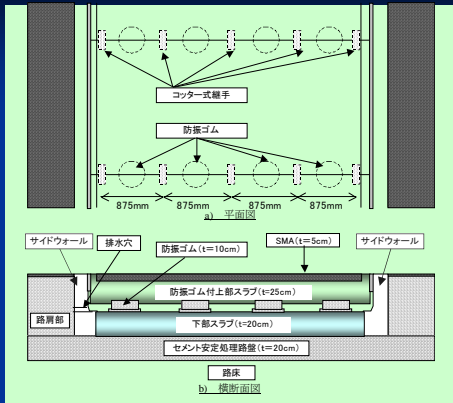 コッター式継手
防振ゴム
875mm 875mm 875mm 875mm
a) 平面図
サイドウォール 排水穴 防振ゴム(t=10cm) SMA(t=5cm) サイドウォール
防振ゴム付上部スラブ(t=25cm)
路肩部
下部スラブ(t=20cm)
セメント安定処理路盤(t=20cm)
路床
b) 横断面図